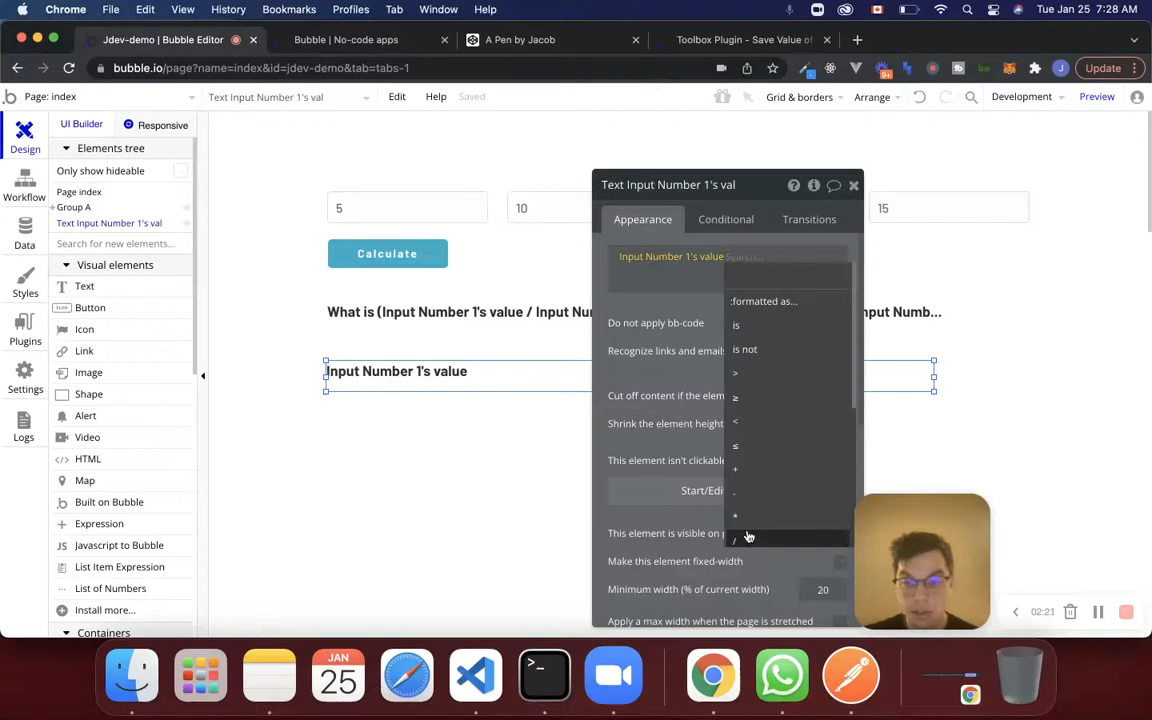 Chrome File Edit View History Bookmarks Profiles Tab Window Help Tue Jan 25 7:28 AM
Jdev-demo | Bubble Editor
Bubble | No-code apps
A Pen by Jacob
Toolbox Plugin - Save Value of
bubble.io/page?name=index&id=jdev-demo&tab=tabs-1
9+
J
Update
Page: index
Text Input Number 1's val
Edit
Help
Saved
Grid & borders
Arrange
Development
Preview
Design
Workflow
Data
Styles
Plugins
Settings
Logs
UI Builder
Responsive
Elements tree
Only show hideable
Page index
Group A
Text Input Number 1's val
Search for new elements...
Visual elements
Text
CLICK
Button
Icon
Link
Image
Shape
Alert
Video
</> HTML
Map
Built on Bubble
Expression
Javascript to Bubble
List Item Expression
List of Numbers
Install more...
Containers
5
10
15
Calculate
What is (Input Number 1's value / Input Num
put Numb...
Input Number 1's value
Text Input Number 1's val
Appearance
Conditional
Transitions
Input Number 1's value
Search...
:formatted as...
is
is not
>
≥
<
≤
+
-
*
/
Do not apply bb-code
Recognize links and emails
Cut off content if the elem
Shrink the element height
This element isn't clickable
Start/Edi
This element is visible on p
Make this element fixed-width
Minimum width (% of current width)
20
Apply a max width when the page is stretched
02:21
JAN
25
>_